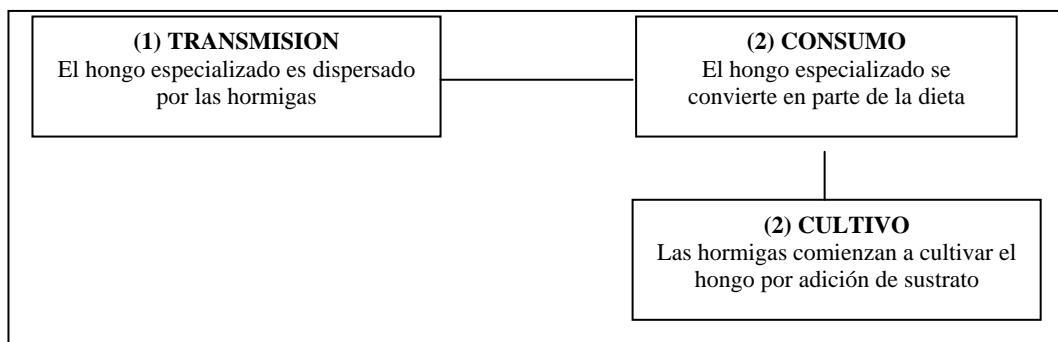 (1) TRANSMISION
El hongo especializado es dispersado
por las hormigas
(2) CONSUMO
El hongo especializado se
convierte en parte de la dieta
(2) CULTIVO
Las hormigas comienzan a cultivar el
hongo por adición de sustrato